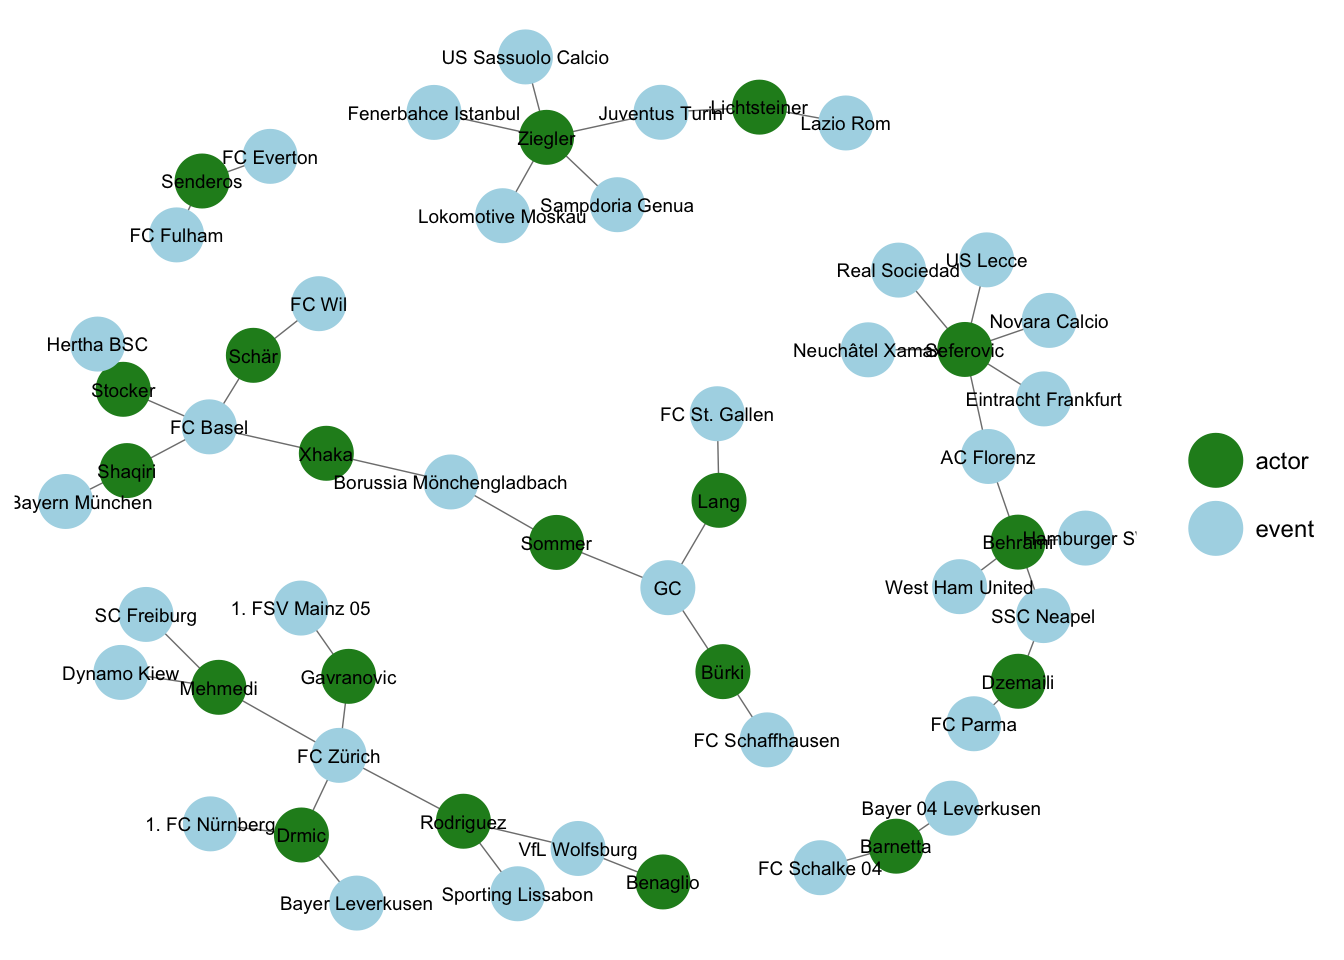 US Sassuolo Calcio
Fenerbahce Istanbul
Juventus Turin
Lichtsteiner
Lazio Rom
Ziegler
FC Everton
Senderos
Lokomotive Moskau
Sampdoria Genua
FC Fulham
Real Sociedad
US Lecce
FC Wil
Novara Calcio
Hertha BSC
Schär
Neuchâtel Xamax
Seferovic
Stocker
Eintracht Frankfurt
FC Basel
FC St. Gallen
Xhaka
AC Florenz
actor
Shaqiri
Borussia Mönchengladbach
Bayern München
Lang
event
Sommer
Behrami
Hamburger SV
GC
West Ham United
1. FSV Mainz 05
SC Freiburg
SSC Neapel
Dynamo Kiew
Mehmedi
Gavranovic
Bürki
Dzemaili
FC Parma
FC Zürich
FC Schaffhausen
Bayer 04 Leverkusen
1. FC Nürnberg
Drmic
Rodriguez
VfL Wolfsburg
Barnetta
FC Schalke 04
Benaglio
Bayer Leverkusen
Sporting Lissabon